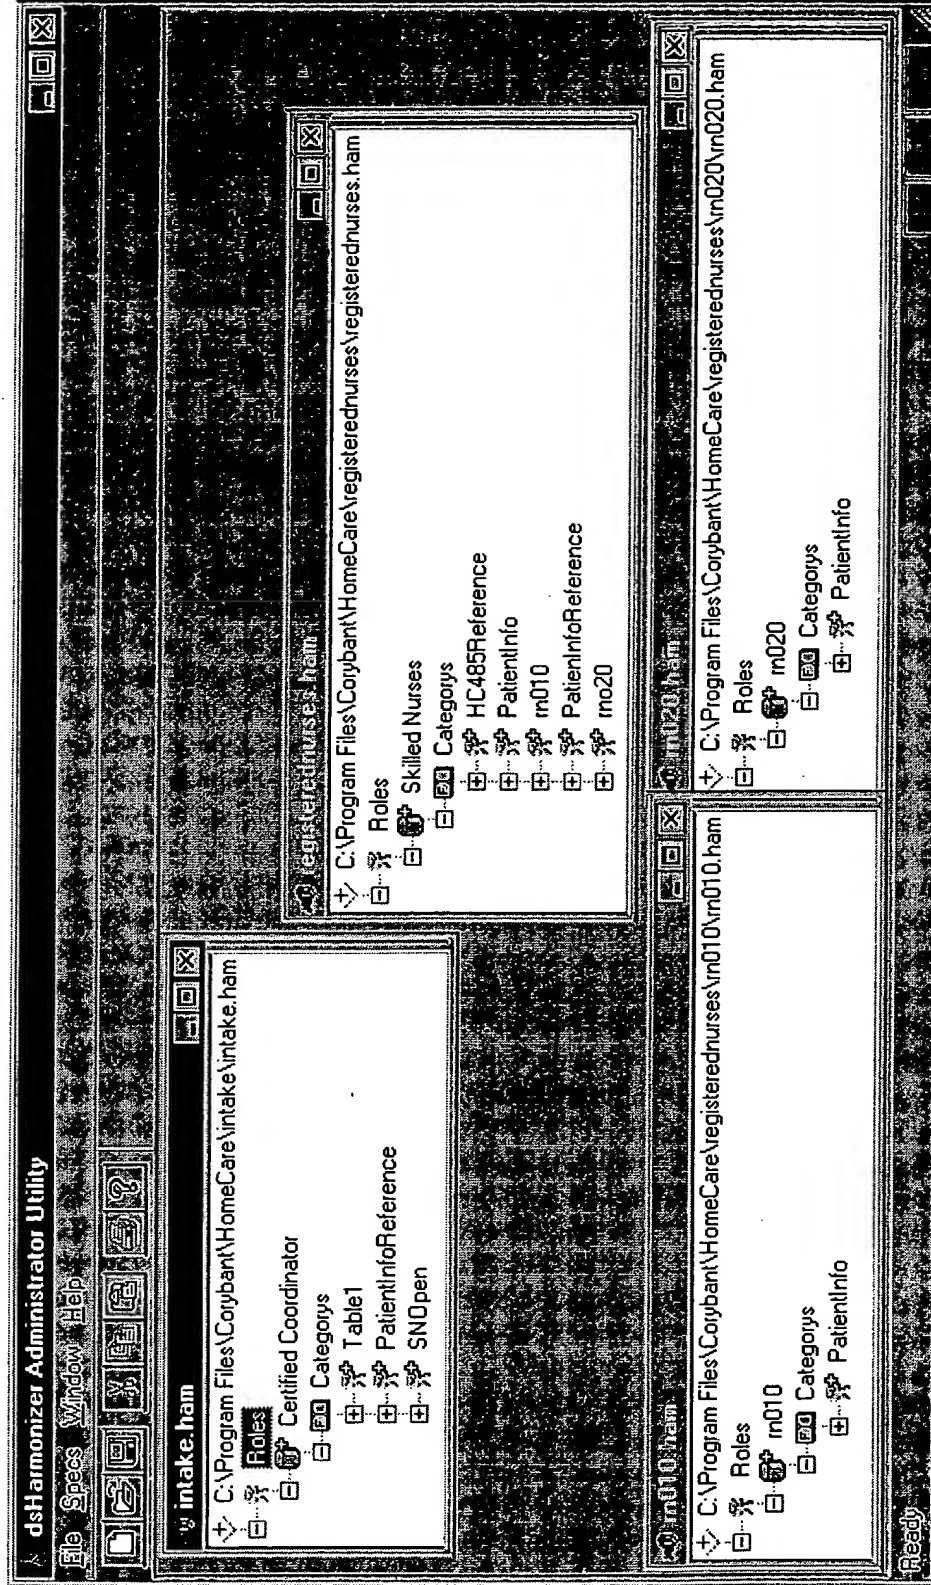 dsHarmonizer Administrator Utility
File Specs Window Help
intake.ham
C:\Program Files\Corybant\HomeCare\intake\intake.ham
Roles
Certified Coordinator
Categorys
Table1
PatientInfoReference
SNOpen
registerednurses.ham
C:\Program Files\Corybant\HomeCare\registerednurses\registerednurses.ham
Roles
Skilled Nurses
Categorys
HC485Reference
PatientInfo
rn010
PatientInfoReference
rno20
rn010.ham
C:\Program Files\Corybant\HomeCare\registerednurses\rn010\rn010.ham
Roles
rn010
Categorys
PatientInfo
rn020.ham
C:\Program Files\Corybant\HomeCare\registerednurses\rn020\rn020.ham
Roles
rn020
Categorys
PatientInfo
Ready